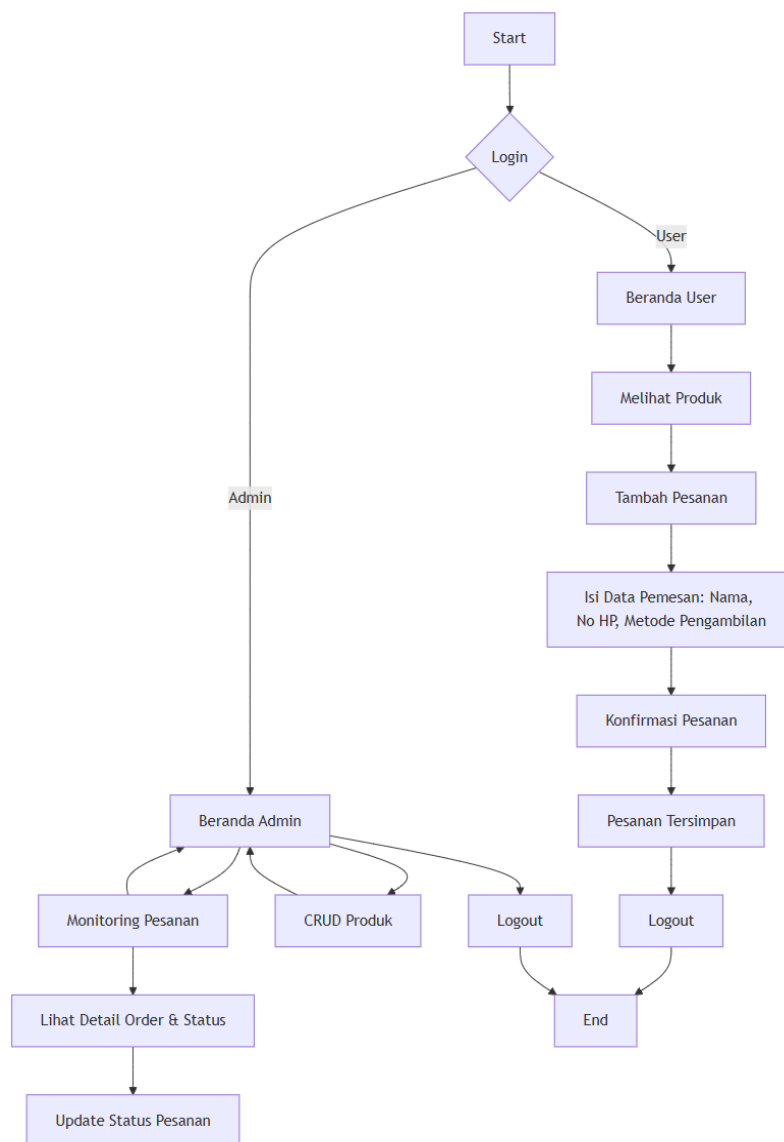 Start
Login
User
Beranda User
Melihat Produk
Admin
Tambah Pesanan
Isi Data Pemesan: Nama,
No HP, Metode Pengambilan
Konfirmasi Pesanan
Beranda Admin
Pesanan Tersimpan
Monitoring Pesanan
CRUD Produk
Logout
Logout
Lihat Detail Order & Status
End
Update Status Pesanan